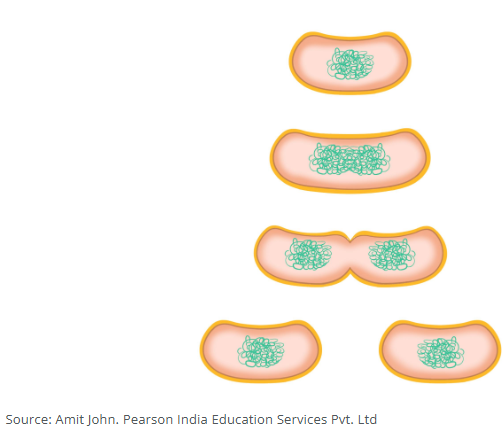 Source: Amit John. Pearson India Education Services Pvt. Ltd